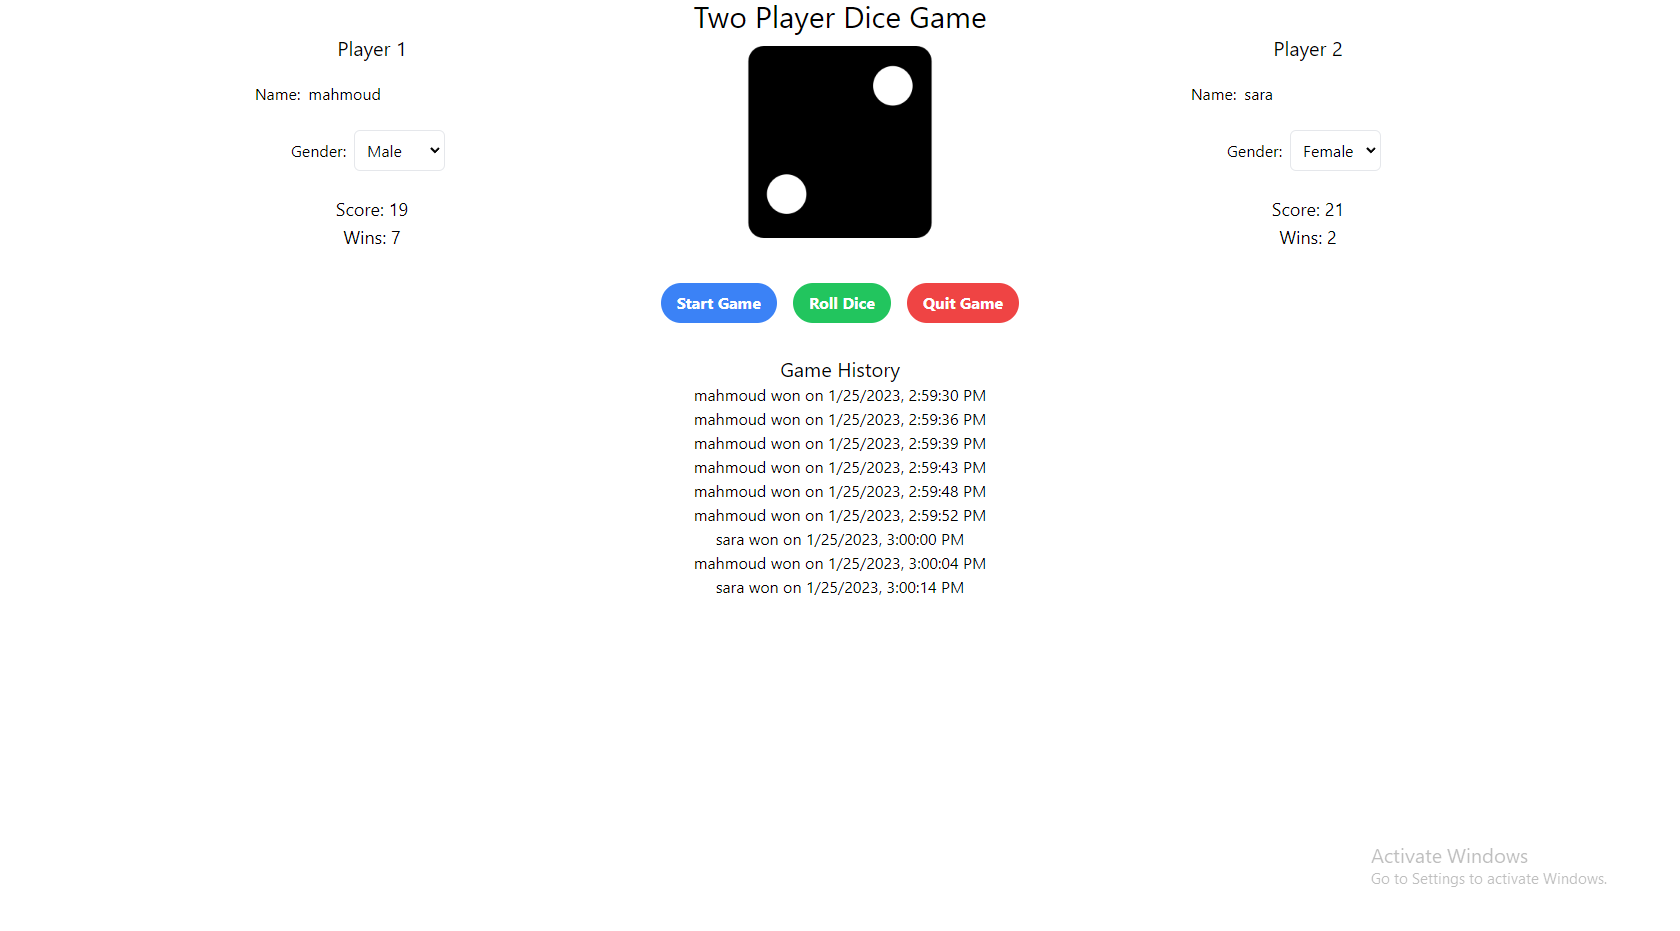 Two Player Dice Game
Player 1
Name: mahmoud
Gender: Male
Score: 19
Wins: 7
Player 2
Name: sara
Gender: Female
Score: 21
Wins: 2
Start Game
Roll Dice
Quit Game
Game History
mahmoud won on 1/25/2023, 2:59:30 PM
mahmoud won on 1/25/2023, 2:59:36 PM
mahmoud won on 1/25/2023, 2:59:39 PM
mahmoud won on 1/25/2023, 2:59:43 PM
mahmoud won on 1/25/2023, 2:59:48 PM
mahmoud won on 1/25/2023, 2:59:52 PM
sara won on 1/25/2023, 3:00:00 PM
mahmoud won on 1/25/2023, 3:00:04 PM
sara won on 1/25/2023, 3:00:14 PM
Activate Windows
Go to Settings to activate Windows.